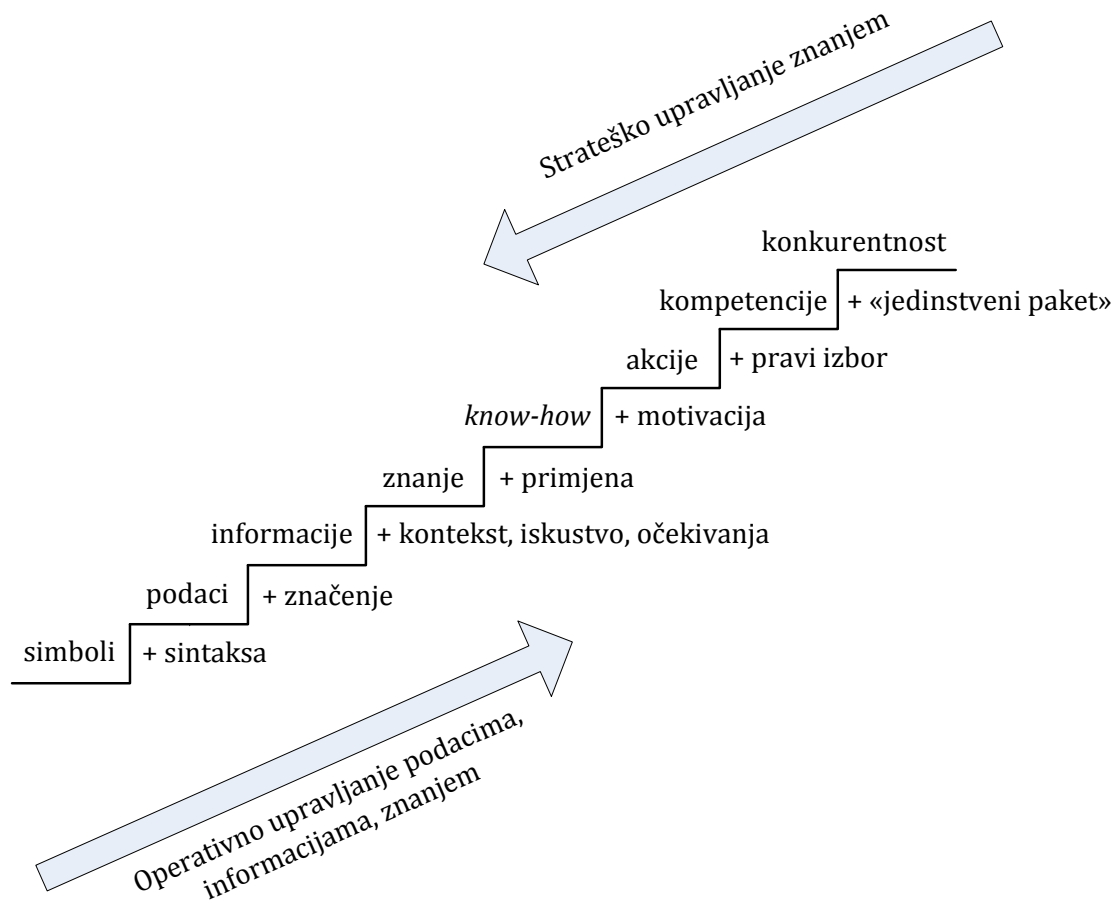 Strateško upravljanje znanjem
konkurentnost
kompetencije
+ «jedinstveni paket»
akcije
+ pravi izbor
know-how
+ motivacija
znanje
+ primjena
informacije
+ kontekst, iskustvo, očekivanja
podaci
+ značenje
simboli
+ sintaksa
Operativno upravljanje podacima,
informacijama, znanjem